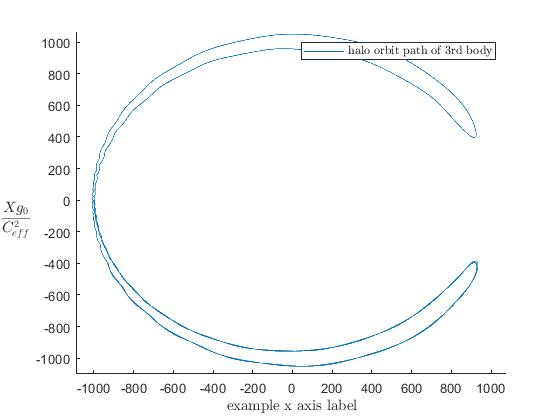 halo orbit path of 3rd body
1000
800
600
400
200
0
-200
-400
-600
-800
-1000
Xg₀
C²ₑff
-1000 -800 -600 -400 -200 0 200 400 600 800 1000
example x axis label